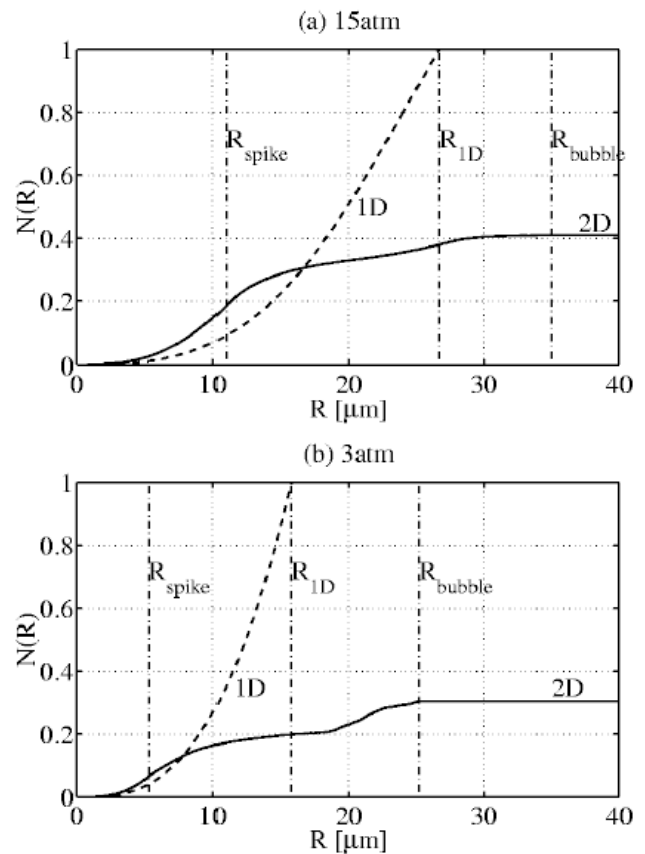 (a) 15atm
1
0.8
0.6
0.4
0.2
0
N(R)
R_spike
R_1D
R_bubble
1D
2D
0 10 20 30 40
R [μm]
(b) 3atm
1
0.8
0.6
0.4
0.2
0
N(R)
R_spike
R_1D
R_bubble
1D
2D
0 10 20 30 40
R [μm]